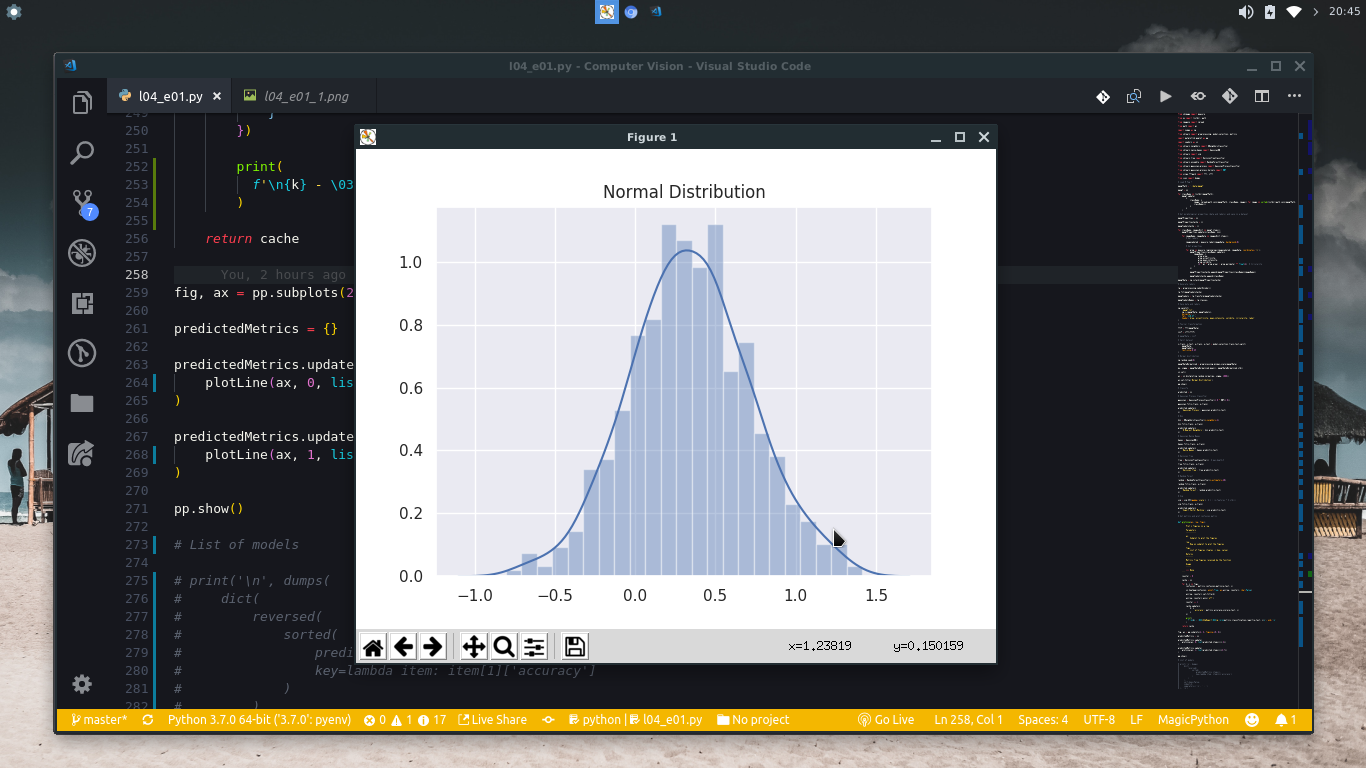 20:45
l04_e01.py - Computer Vision - Visual Studio Code
l04_e01.py
l04_e01_1.png
249 ]
250 })
251
252 print(
253 f'\n{k} - \03
254 )
255
256 return cache
257
258 You, 2 hours ago
259 fig, ax = pp.subplots(2
260
261 predictedMetrics = {}
262
263 predictedMetrics.update
264 plotLine(ax, 0, lis
265 )
266
267 predictedMetrics.update
268 plotLine(ax, 1, lis
269 )
270
271 pp.show()
272
273 # List of models
274
275 # print('\n', dumps(
276 # dict(
277 # reversed(
278 # sorted(
279 # predi
280 # key=lambda item: item[1]['accuracy']
281 # )
282 # )
7
Figure 1
Normal Distribution
1.0
0.8
0.6
0.4
0.2
0.0
−1.0 −0.5 0.0 0.5 1.0 1.5
x=1.23819 y=0.150159
master* Python 3.7.0 64-bit ('3.7.0': pyenv) 0 1 17 Live Share python | l04_e01.py No project Go Live Ln 258, Col 1 Spaces: 4 UTF-8 LF MagicPython 1